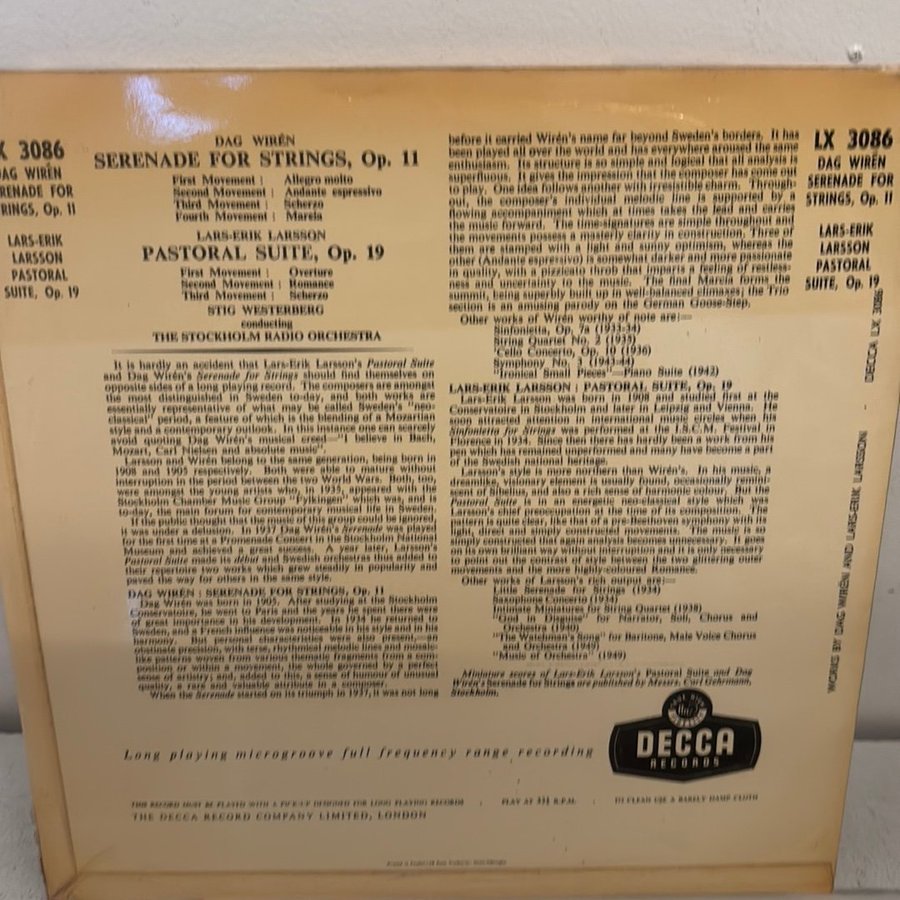 LX 3086
DAG WIRÉN
SERENADE FOR
STRINGS, Op. 11
LARS-ERIK
LARSSON
PASTORAL
SUITE, Op. 19
DAG WIRÉN
SERENADE FOR STRINGS, Op. 11
First Movement : Allegro molto
Second Movement : Andante espressivo
Third Movement : Scherzo
Fourth Movement : Marcia
LARS-ERIK LARSSON
PASTORAL SUITE, Op. 19
First Movement : Overture
Second Movement : Romance
Third Movement : Scherzo
STIG WESTERBERG
conducting
THE STOCKHOLM RADIO ORCHESTRA
It is hardly an accident that Lars-Erik Larsson's Pastoral Suite
and Dag Wirén's Serenade for Strings should find themselves on
opposite sides of a long playing record. The composers are amongst
the most distinguished in Sweden to-day, and both works are
essentially representative of what may be called Sweden's "neo-
classical" period, a feature of which is the blending of a Mozartian
style and a contemporary outlook. In this instance one can scarcely
avoid quoting Dag Wirén's musical creed—"I believe in Bach,
Mozart, Carl Nielsen and absolute music".
Larsson and Wirén belong to the same generation, being born in
1908 and 1905 respectively. Both were able to mature without
interruption in the period between the two World Wars. Both, too,
were amongst the young artists who, in 1935, appeared with the
Stockholm Chamber Music Group "Fylkingen" which was, and is
to-day, the main forum for contemporary musical life in Sweden.
If the public thought that the music of this group could be ignored,
it was under a delusion. In 1937 Dag Wirén's Serenade was played
for the first time at a Promenade Concert in the Stockholm National
Museum and achieved a great success. A year later, Larsson's
Pastoral Suite made its début and Swedish orchestras thus added to
their repertoire two works which grew steadily in popularity and
paved the way for others in the same style.
DAG WIRÉN : SERENADE FOR STRINGS, Op. 11
Dag Wirén was born in 1905. After studying at the Stockholm
Conservatoire, he went to Paris and the years he spent there were
of great importance in his development. In 1934 he returned to
Sweden, and a French influence was noticeable in his style and in his
harmony. But personal characteristics were also present,—an
obstinate precision, with terse, rhythmical melodic lines and mosaic-
like patterns woven from various thematic fragments from a com-
position or within a movement, the whole governed by a perfect
sense of artistry; and, added to this, a sense of humour of unusual
quality, a rare and valuable attribute in a composer.
When the Serenade started on its triumph in 1937, it was not long
before it carried Wirén's name far beyond Sweden's borders. It has
been played all over the world and has everywhere aroused the same
enthusiasm. Its structure is so simple and logical that all analysis is
superfluous. It gives the impression that the composer has come out
to play. One idea follows another with irresistible charm. Through-
out, the composer's individual melodic line is supported by a
flowing accompaniment which at times takes the lead and carries
the music forward. The time-signatures are simple throughout and
the movements possess a masterly clarity in construction. Three of
them are stamped with a light and sunny optimism, whereas the
other (Andante espressivo) is somewhat darker and more passionate
in quality, with a pizzicato throb that imparts a feeling of restless-
ness and uncertainty to the music. The final Marcia forms the
summit, being superbly built up in well-balanced climaxes; the Trio
section is an amusing parody on the German Goose-Step.
Other works of Wirén worthy of note are:—
Sinfonietta, Op. 7a (1933-34)
String Quartet No. 2 (1935)
'Cello Concerto, Op. 10 (1936)
Symphony No. 3 (1943-44)
"Ironical Small Pieces"—Piano Suite (1942)
LARS-ERIK LARSSON : PASTORAL SUITE, Op. 19
Lars-Erik Larsson was born in 1908 and studied first at the
Conservatoire in Stockholm and later in Leipzig and Vienna. He
soon attracted attention in international music circles when his
Sinfonietta for Strings was performed at the I.S.C.M. Festival in
Florence in 1934. Since then there has hardly been a work from his
pen which has remained unperformed and many have become a part
of the Swedish national heritage.
Larsson's style is more northern than Wirén's. In his music, a
dreamlike, visionary element is usually found, occasionally remini-
scent of Sibelius, and also a rich sense of harmonic colour. But the
Pastoral Suite is in an energetic neo-classical style which was
Larsson's chief preoccupation at the time of its composition. The
pattern is quite clear, like that of a pre-Beethoven symphony with its
light, direct and simply constructed movements. The music is so
simply constructed that again analysis becomes unnecessary. It goes
on its own brilliant way without interruption and it is only necessary
to point out the contrast of style between the two glittering outer
movements and the more highly-coloured Romance.
Other works of Larsson's rich output are:—
Little Serenade for Strings (1934)
Saxophone Concerto (1934)
Intimate Miniatures for String Quartet (1938)
"God in Disguise" for Narrator, Soli, Chorus and
Orchestra (1940)
"The Watchman's Song" for Baritone, Male Voice Chorus
and Orchestra (1949)
"Music of Orchestra" (1949)
Miniature scores of Lars-Erik Larsson's Pastoral Suite and Dag
Wirén's Serenade for Strings are published by Messrs. Carl Gehrmann,
Stockholm.
LX 3086
DAG WIRÉN
SERENADE FOR
STRINGS, Op. 11
LARS-ERIK
LARSSON
PASTORAL
SUITE, Op. 19
DECCA LX 3086
WORKS BY DAG WIRÉN AND LARS-ERIK LARSSON
Long playing microgroove full frequency range recording
DECCA
RECORDS
THIS RECORD MUST BE PLAYED WITH A PICK-UP DESIGNED FOR LONG PLAYING RECORDS : PLAY AT 33⅓ R.P.M. : TO CLEAN USE A BARELY DAMP CLOTH
THE DECCA RECORD COMPANY LIMITED, LONDON